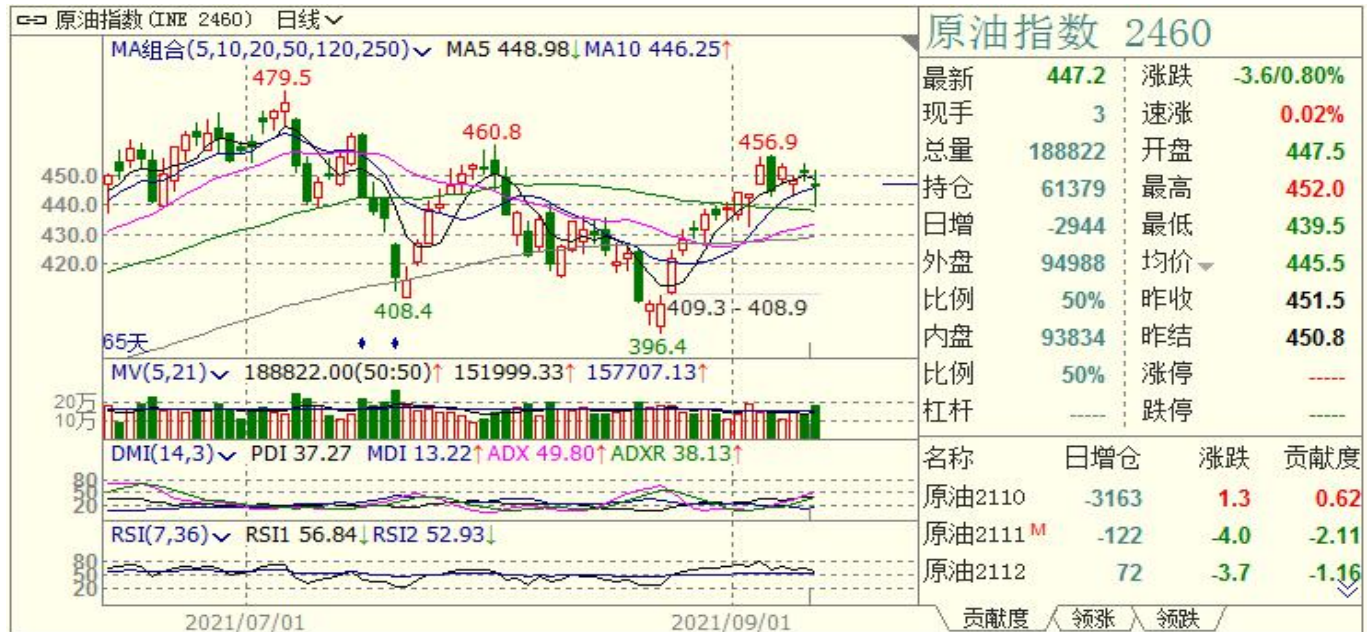 原油指数(INE 2460) 日线
MA组合(5,10,20,50,120,250) MA5 448.98↓ MA10 446.25↑
479.5
460.8
456.9
450.0
440.0
430.0
420.0
408.4
409.3 - 408.9
396.4
65天
MV(5,21) 188822.00(50:50)↑ 151999.33↑ 157707.13↑
20万
10万
DMI(14,3) PDI 37.27 MDI 13.22↑ ADX 49.80↑ ADXR 38.13↑
80
50
20
RSI(7,36) RSI1 56.84↓ RSI2 52.93↓
80
50
20
2021/07/01 2021/09/01
原油指数 2460
最新 447.2 涨跌 -3.6/0.80%
现手 3 速涨 0.02%
总量 188822 开盘 447.5
持仓 61379 最高 452.0
日增 -2944 最低 439.5
外盘 94988 均价 445.5
比例 50% 昨收 451.5
内盘 93834 昨结 450.8
比例 50% 涨停 -----
杠杆 ----- 跌停 -----
名称 日增仓 涨跌 贡献度
原油2110 -3163 1.3 0.62
原油2111 M -122 -4.0 -2.11
原油2112 72 -3.7 -1.16
贡献度 领涨 领跌